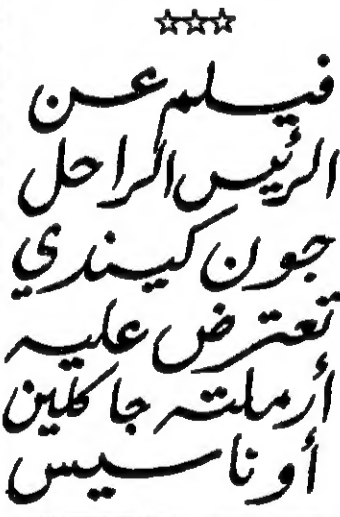 فيلم عن
الرئيس الراحل
جون كيندي
تعترض عليه
أرملته جاكلين
أوناسيس